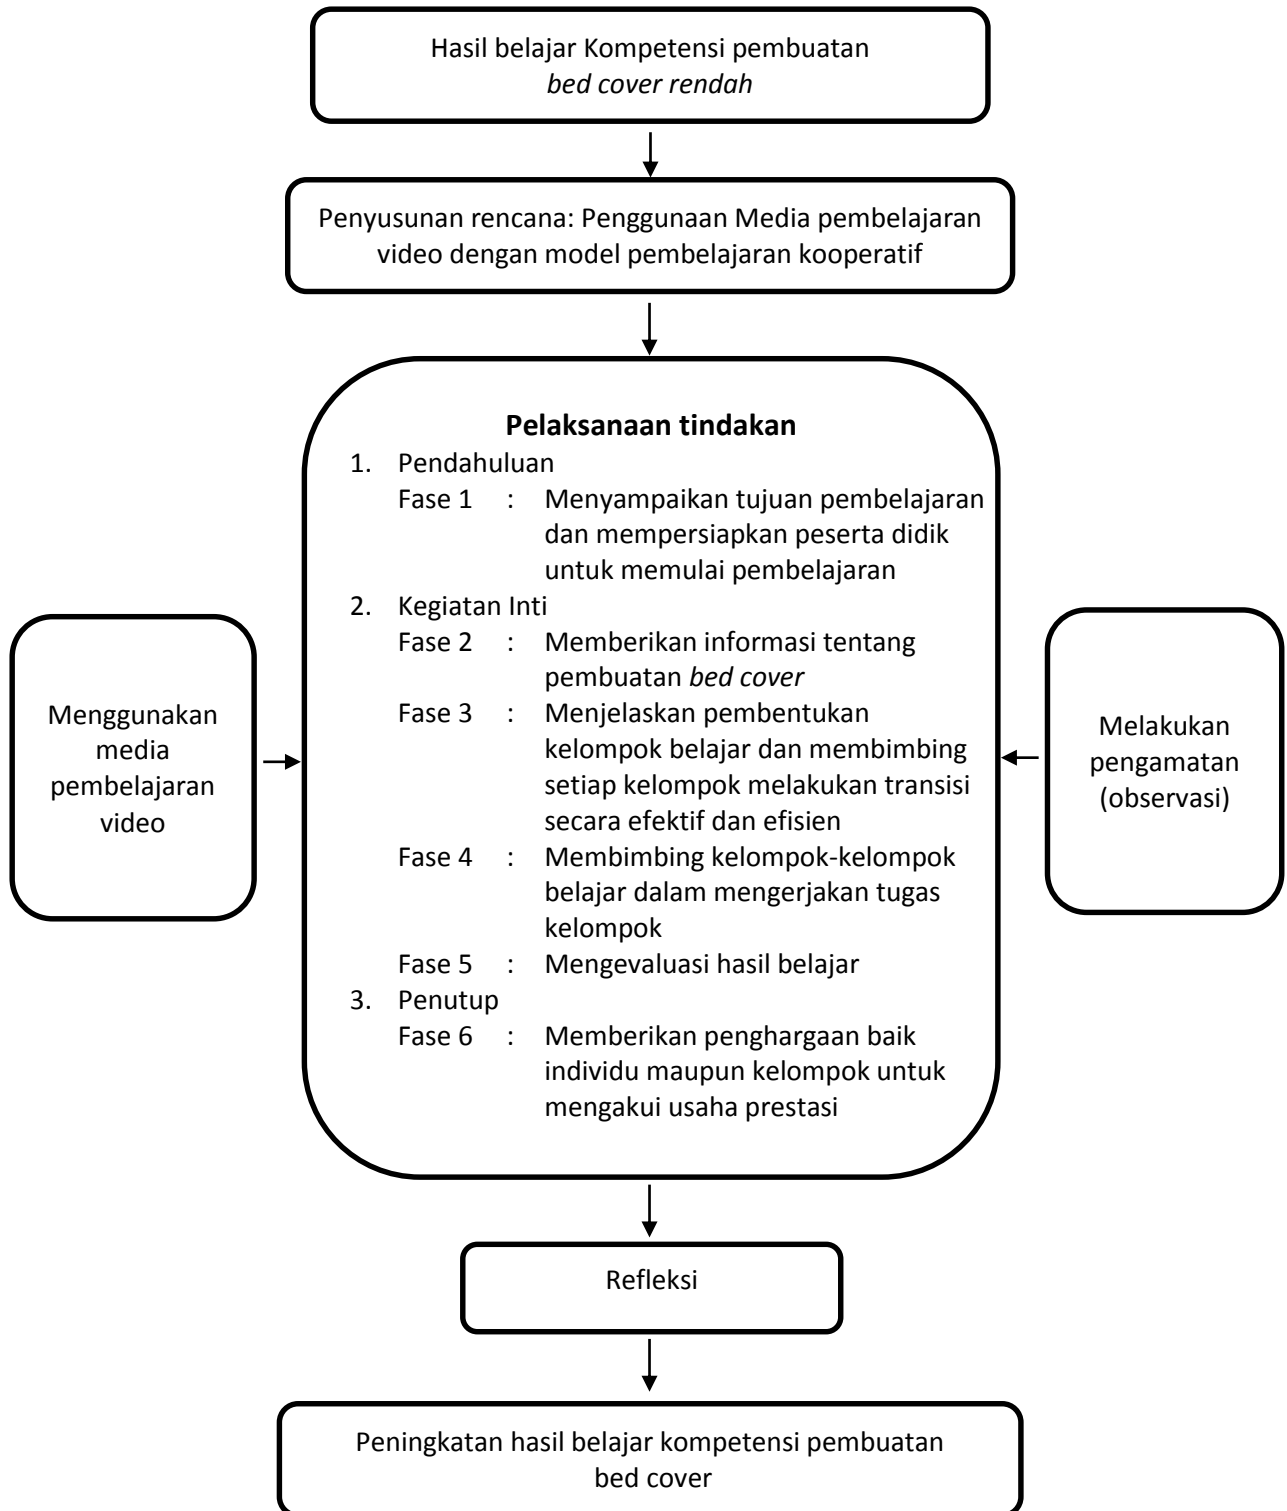 Hasil belajar Kompetensi pembuatan
bed cover rendah
Penyusunan rencana: Penggunaan Media pembelajaran
video dengan model pembelajaran kooperatif
Pelaksanaan tindakan
1. Pendahuluan
Fase 1 : Menyampaikan tujuan pembelajaran
dan mempersiapkan peserta didik
untuk memulai pembelajaran
2. Kegiatan Inti
Fase 2 : Memberikan informasi tentang
pembuatan bed cover
Fase 3 : Menjelaskan pembentukan
kelompok belajar dan membimbing
setiap kelompok melakukan transisi
secara efektif dan efisien
Fase 4 : Membimbing kelompok-kelompok
belajar dalam mengerjakan tugas
kelompok
Fase 5 : Mengevaluasi hasil belajar
3. Penutup
Fase 6 : Memberikan penghargaan baik
individu maupun kelompok untuk
mengakui usaha prestasi
Menggunakan
media
pembelajaran
video
Melakukan
pengamatan
(observasi)
Refleksi
Peningkatan hasil belajar kompetensi pembuatan
bed cover